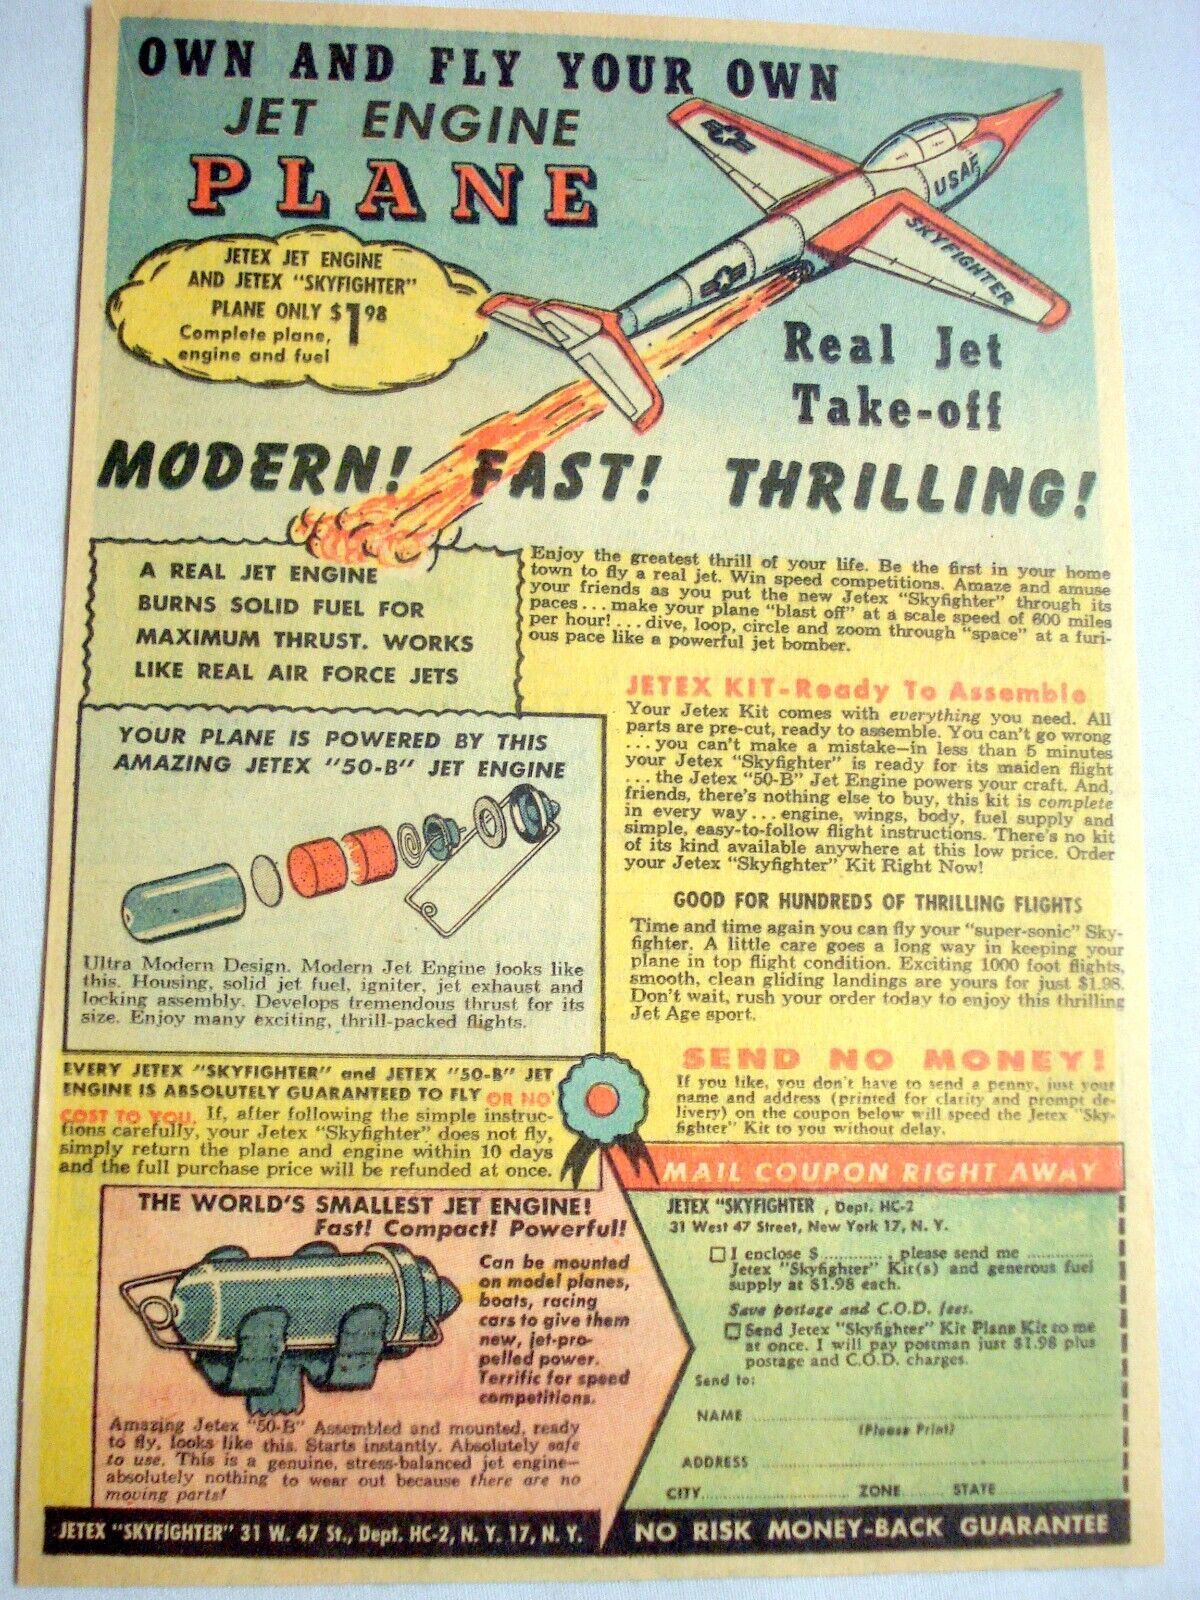 OWN AND FLY YOUR OWN
JET ENGINE
PLANE
JETEX JET ENGINE
AND JETEX "SKYFIGHTER"
PLANE ONLY $1.98
Complete plane,
engine and fuel
USAF
SKYFIGHTER
Real Jet
Take-off
MODERN! FAST! THRILLING!
A REAL JET ENGINE
BURNS SOLID FUEL FOR
MAXIMUM THRUST. WORKS
LIKE REAL AIR FORCE JETS
Enjoy the greatest thrill of your life. Be the first in your home
town to fly a real jet. Win speed competitions. Amaze and amuse
your friends as you put the new Jetex "Skyfighter" through its
paces...make your plane "blast off" at a scale speed of 600 miles
per hour!...dive, loop, circle and zoom through "space" at a furi-
ous pace like a powerful jet bomber.
YOUR PLANE IS POWERED BY THIS
AMAZING JETEX "50-B" JET ENGINE
Ultra Modern Design. Modern Jet Engine looks like
this. Housing, solid jet fuel, igniter, jet exhaust and
locking assembly. Develops tremendous thrust for its
size. Enjoy many exciting, thrill-packed flights.
JETEX KIT-Ready To Assemble
Your Jetex Kit comes with everything you need. All
parts are pre-cut, ready to assemble. You can't go wrong
...you can't make a mistake—in less than 5 minutes
your Jetex "Skyfighter" is ready for its maiden flight
...the Jetex "50-B" Jet Engine powers your craft. And,
friends, there's nothing else to buy, this kit is complete
in every way...engine, wings, body, fuel supply and
simple, easy-to-follow flight instructions. There's no kit
of its kind available anywhere at this low price. Order
your Jetex "Skyfighter" Kit Right Now!
GOOD FOR HUNDREDS OF THRILLING FLIGHTS
Time and time again you can fly your "super-sonic" Sky-
fighter. A little care goes a long way in keeping your
plane in top flight condition. Exciting 1000 foot flights,
smooth, clean gliding landings are yours for just $1.98.
Don't wait, rush your order today to enjoy this thrilling
Jet Age sport.
EVERY JETEX "SKYFIGHTER" and JETEX "50-B" JET
ENGINE IS ABSOLUTELY GUARANTEED TO FLY OR NO
COST TO YOU. If, after following the simple instruc-
tions carefully, your Jetex "Skyfighter" does not fly,
simply return the plane and engine within 10 days
and the full purchase price will be refunded at once.
SEND NO MONEY!
If you like, you don't have to send a penny, just your
name and address (printed for clarity and prompt de-
livery) on the coupon below will speed the Jetex "Sky-
fighter" Kit to you without delay.
THE WORLD'S SMALLEST JET ENGINE!
Fast! Compact! Powerful!
Can be mounted
on model planes,
boats, racing
cars to give them
new, jet-pro-
pelled power.
Terrific for speed
competitions.
Amazing Jetex "50-B" Assembled and mounted, ready
to fly, looks like this. Starts instantly. Absolutely safe
to use. This is a genuine, stress-balanced jet engine—
absolutely nothing to wear out because there are no
moving parts!
MAIL COUPON RIGHT AWAY
JETEX "SKYFIGHTER , Dept. HC-2
31 West 47 Street, New York 17, N. Y.
I enclose $............, please send me ............
Jetex "Skyfighter" Kit(s) and generous fuel
supply at $1.98 each.
Save postage and C.O.D. fees.
Send Jetex "Skyfighter" Kit Plane Kit to me
at once. I will pay postman just $1.98 plus
postage and C.O.D. charges.
Send to:
NAME
(Please Print)
ADDRESS
CITY............ ZONE...... STATE......
JETEX "SKYFIGHTER" 31 W. 47 St., Dept. HC-2, N. Y. 17, N. Y.
NO RISK MONEY-BACK GUARANTEE